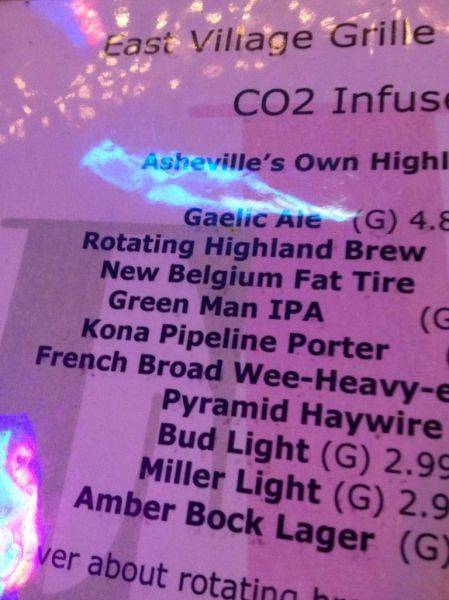 East Village Grille
CO2 Infus
Asheville's Own Highl
Gaelic Ale (G) 4.8
Rotating Highland Brew
New Belgium Fat Tire
Green Man IPA (G
Kona Pipeline Porter (
French Broad Wee-Heavy-e
Pyramid Haywire
Bud Light (G) 2.99
Miller Light (G) 2.9
Amber Bock Lager (G)
ver about rotating br